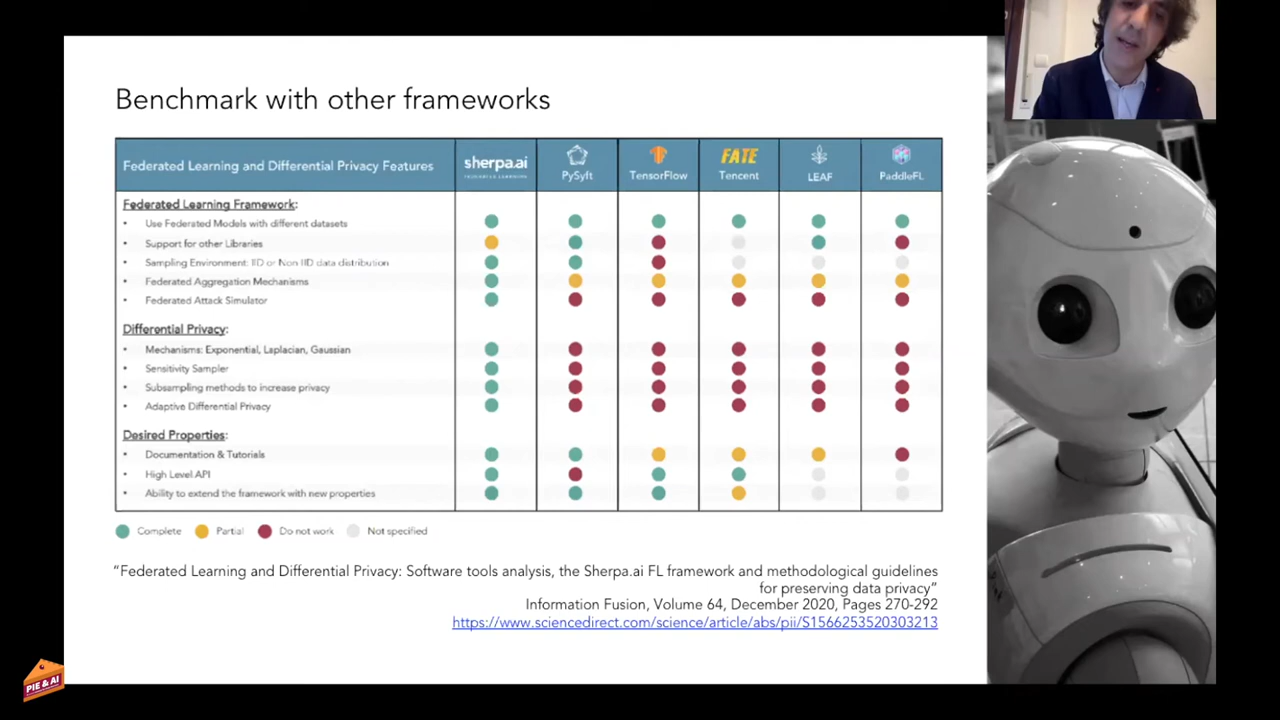 Benchmark with other frameworks
Federated Learning and Differential Privacy Features
sherpa.ai
PySyft
TensorFlow
FATE
Tencent
LEAF
PaddleFL
Federated Learning Framework:
• Use Federated Models with different datasets
• Support for other Libraries
• Sampling Environment: IID or Non IID data distribution
• Federated Aggregation Mechanisms
• Federated Attack Simulator
Differential Privacy:
• Mechanisms: Exponential, Laplacian, Gaussian
• Sensitivity Sampler
• Subsampling methods to increase privacy
• Adaptive Differential Privacy
Desired Properties:
• Documentation & Tutorials
• High Level API
• Ability to extend the framework with new properties
Complete
Partial
Do not work
Not specified
“Federated Learning and Differential Privacy: Software tools analysis, the Sherpa.ai FL framework and methodological guidelines
for preserving data privacy”
Information Fusion, Volume 64, December 2020, Pages 270-292
https://www.sciencedirect.com/science/article/abs/pii/S1566253520303213
PIE & AI